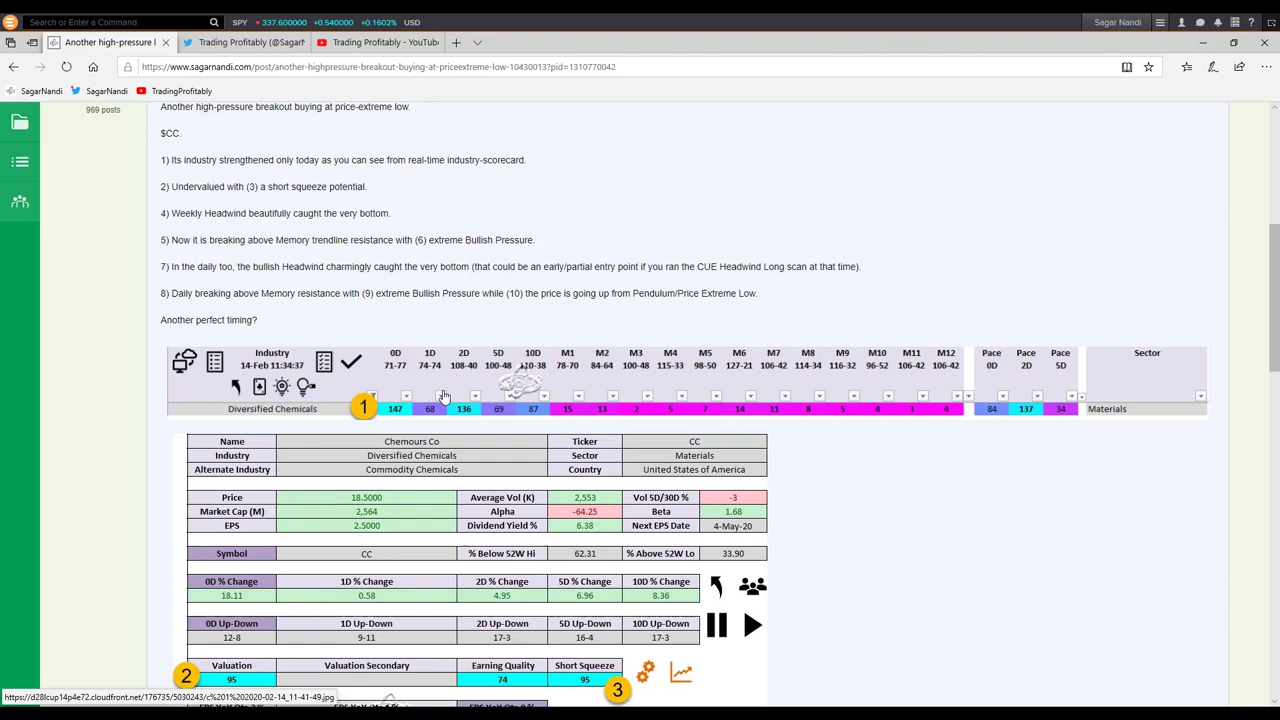 Search or Enter a Command SPY 337.600000 +0.540000 +0.1602% USD Sagar Nandi
Another high-pressure l Trading Profitably (@SagarN Trading Profitably - YouTube
https://www.sagarnandi.com/post/another-highpressure-breakout-buying-at-priceextreme-low-10430013?pid=1310770042
SagarNandi SagarNandi TradingProfitably
969 posts
Another high-pressure breakout buying at price-extreme low.
$CC.
1) Its industry strengthened only today as you can see from real-time industry-scorecard.
2) Undervalued with (3) a short squeeze potential.
4) Weekly Headwind beautifully caught the very bottom.
5) Now it is breaking above Memory trendline resistance with (6) extreme Bullish Pressure.
7) In the daily too, the bullish Headwind charmingly caught the very bottom (that could be an early/partial entry point if you ran the CUE Headwind Long scan at that time).
8) Daily breaking above Memory resistance with (9) extreme Bullish Pressure while (10) the price is going up from Pendulum/Price Extreme Low.
Another perfect timing?
Industry 0D 1D 2D 5D 10D M1 M2 M3 M4 M5 M6 M7 M8 M9 M10 M11 M12 Pace Pace Pace Sector
14-Feb 11:34:37 71-77 74-74 108-40 100-48 110-38 78-70 84-64 106-42 115-33 98-50 127-21 106-42 114-34 116-32 96-52 106-42 106-42 0D 2D 5D
Diversified Chemicals 1 147 68 136 69 87 15 13 2 5 7 14 11 8 5 4 3 4 84 137 34 Materials
Name Chemours Co Ticker CC
Industry Diversified Chemicals Sector Materials
Alternate Industry Commodity Chemicals Country United States of America
Price 18.5000 Average Vol (K) 2,553 Vol 5D/30D % -3
Market Cap (M) 2,564 Alpha -64.25 Beta 1.68
EPS 2.5000 Dividend Yield % 6.38 Next EPS Date 4-May-20
Symbol CC % Below 52W Hi 62.31 % Above 52W Lo 33.90
0D % Change 1D % Change 2D % Change 5D % Change 10D % Change
18.11 0.58 4.95 6.96 8.36
0D Up-Down 1D Up-Down 2D Up-Down 5D Up-Down 10D Up-Down
12-8 9-11 17-3 16-4 17-3
Valuation Valuation Secondary Earning Quality Short Squeeze
2 95 74 95 3
https://d28lcup14p4e72.cloudfront.net/176735/5030243/c%201%202020-02-14_11-41-49.jpg